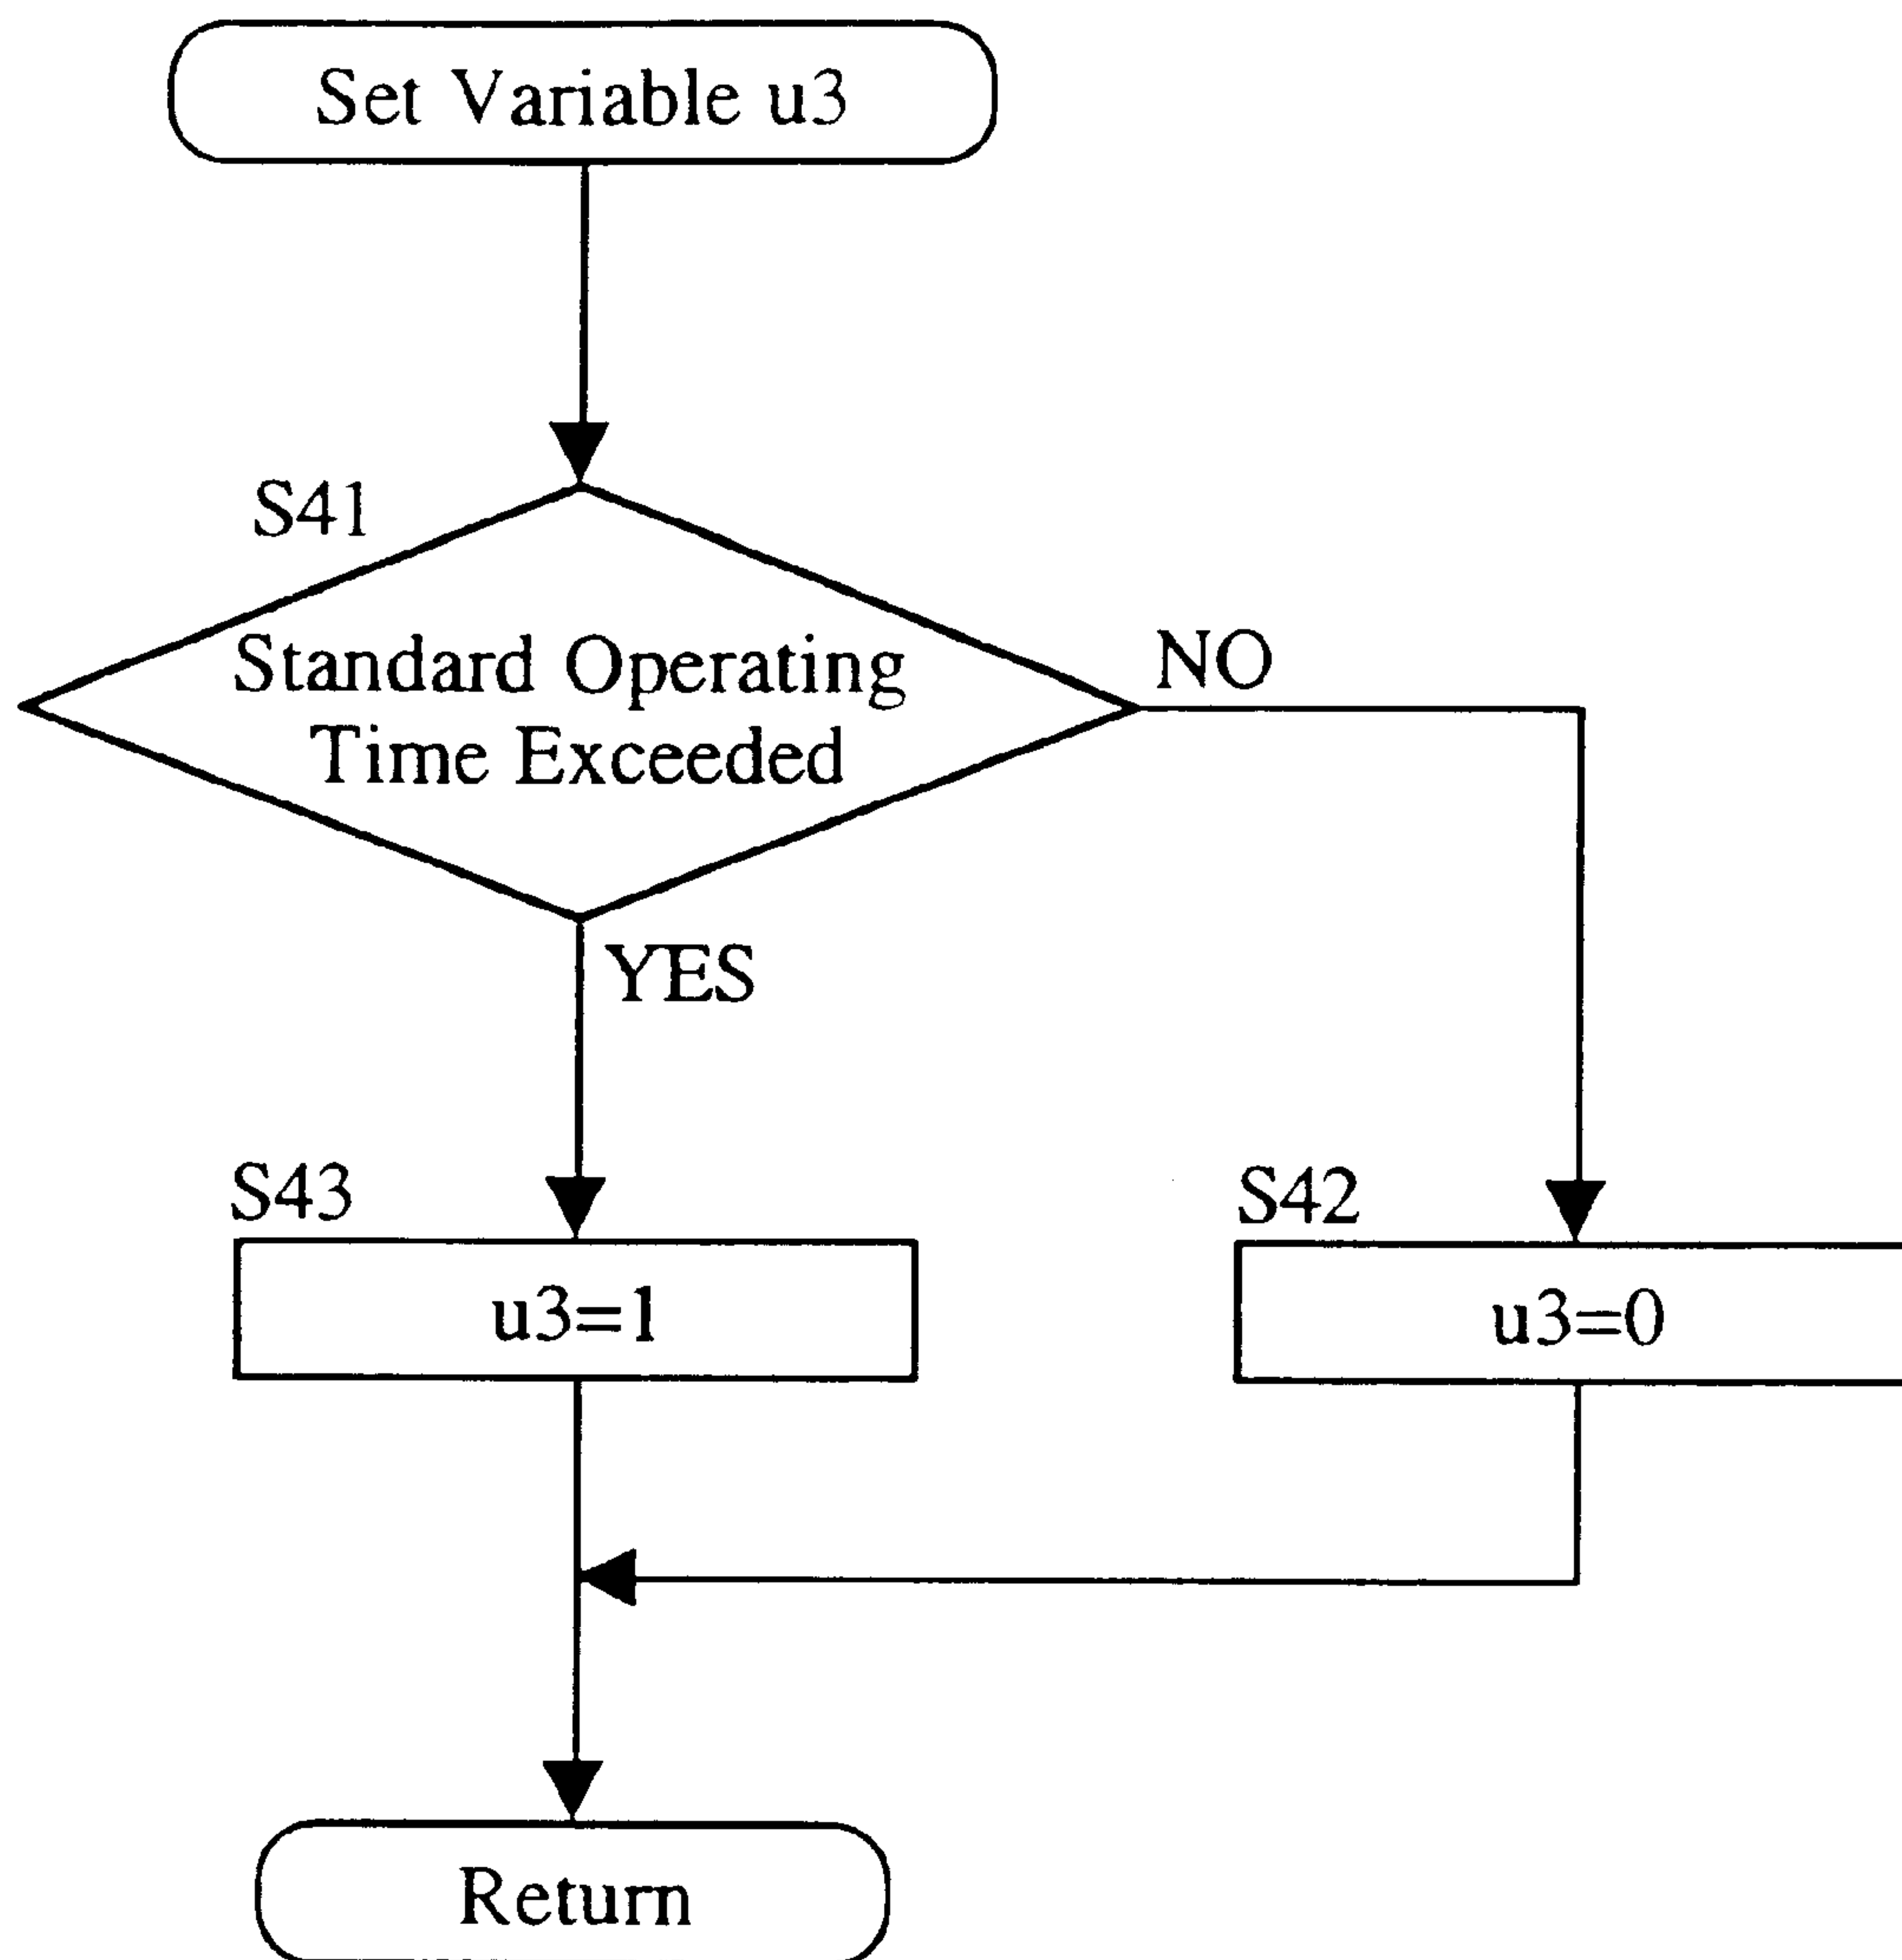 Set Variable u3
S41
Standard Operating
Time Exceeded
NO
YES
S43
S42
u3=1
u3=0
Return